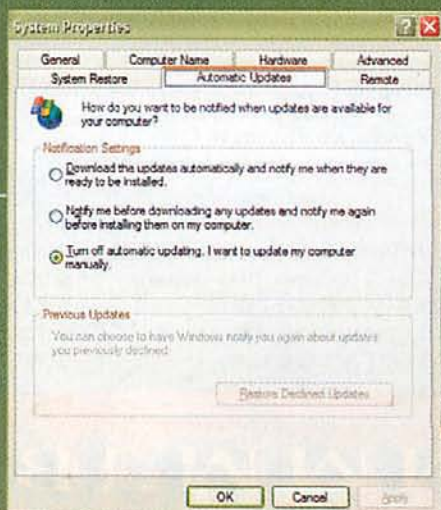 System Properties
General Computer Name Hardware Advanced
System Restore Automatic Updates Remote
How do you want to be notified when updates are available for
your computer?
Notification Settings
Download the updates automatically and notify me when they are
ready to be installed.
Notify me before downloading any updates and notify me again
before installing them on my computer.
Turn off automatic updating. I want to update my computer
manually.
Previous Updates
You can choose to have Windows notify you again about updates
you previously declined.
Restore Declined Updates
OK Cancel Apply